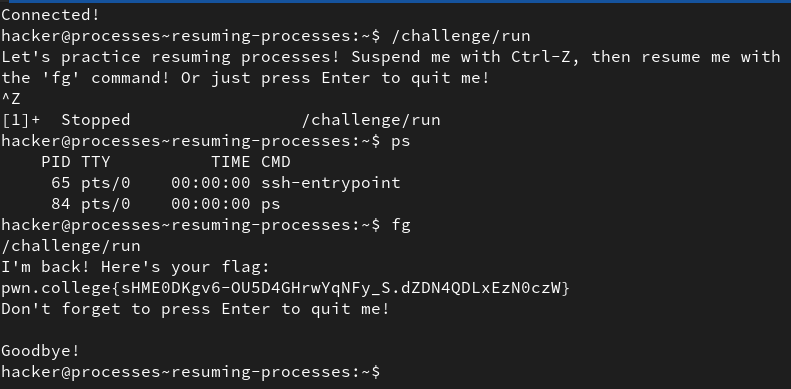 Connected!
hacker@processes~resuming-processes:~$ /challenge/run
Let's practice resuming processes! Suspend me with Ctrl-Z, then resume me with
the 'fg' command! Or just press Enter to quit me!
^Z
[1]+  Stopped                 /challenge/run
hacker@processes~resuming-processes:~$ ps
    PID TTY          TIME CMD
     65 pts/0    00:00:00 ssh-entrypoint
     84 pts/0    00:00:00 ps
hacker@processes~resuming-processes:~$ fg
/challenge/run
I'm back! Here's your flag:
pwn.college{sHME0DKgv6-OU5D4GHrwYqNFy_S.dZDN4QDLxEzN0czW}
Don't forget to press Enter to quit me!

Goodbye!
hacker@processes~resuming-processes:~$